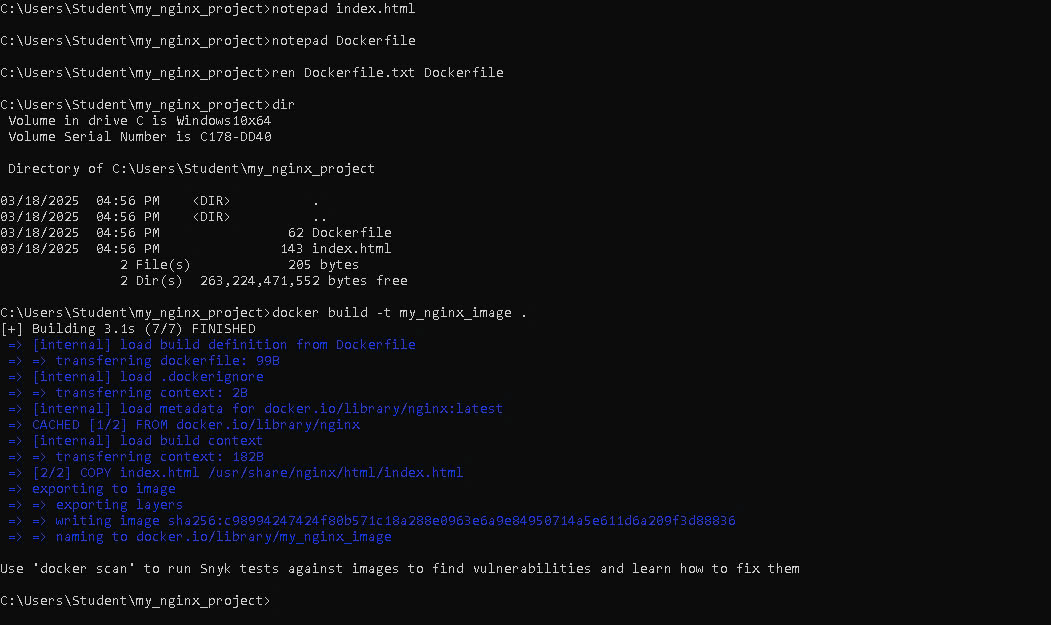 C:\Users\Student\my_nginx_project>notepad index.html
C:\Users\Student\my_nginx_project>notepad Dockerfile
C:\Users\Student\my_nginx_project>ren Dockerfile.txt Dockerfile
C:\Users\Student\my_nginx_project>dir
 Volume in drive C is Windows10x64
 Volume Serial Number is C178-DD40
 Directory of C:\Users\Student\my_nginx_project
03/18/2025  04:56 PM    <DIR>          .
03/18/2025  04:56 PM    <DIR>          ..
03/18/2025  04:56 PM                62 Dockerfile
03/18/2025  04:56 PM               143 index.html
               2 File(s)            205 bytes
               2 Dir(s)  263,224,471,552 bytes free
C:\Users\Student\my_nginx_project>docker build -t my_nginx_image .
[+] Building 3.1s (7/7) FINISHED
 => [internal] load build definition from Dockerfile
 => => transferring dockerfile: 99B
 => [internal] load .dockerignore
 => => transferring context: 2B
 => [internal] load metadata for docker.io/library/nginx:latest
 => CACHED [1/2] FROM docker.io/library/nginx
 => [internal] load build context
 => => transferring context: 182B
 => [2/2] COPY index.html /usr/share/nginx/html/index.html
 => exporting to image
 => => exporting layers
 => => writing image sha256:c98994247424f80b571c18a288e0963e6a9e84950714a5e611d6a209f3d88836
 => => naming to docker.io/library/my_nginx_image
Use 'docker scan' to run Snyk tests against images to find vulnerabilities and learn how to fix them
C:\Users\Student\my_nginx_project>